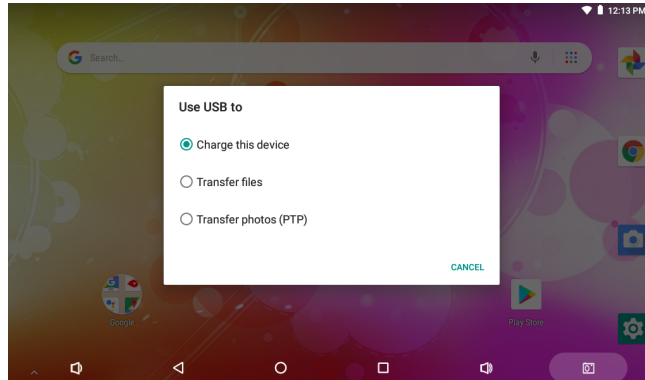 12:13 PM
Search...
Use USB to
Charge this device
Transfer files
Transfer photos (PTP)
CANCEL
Google
Play Store